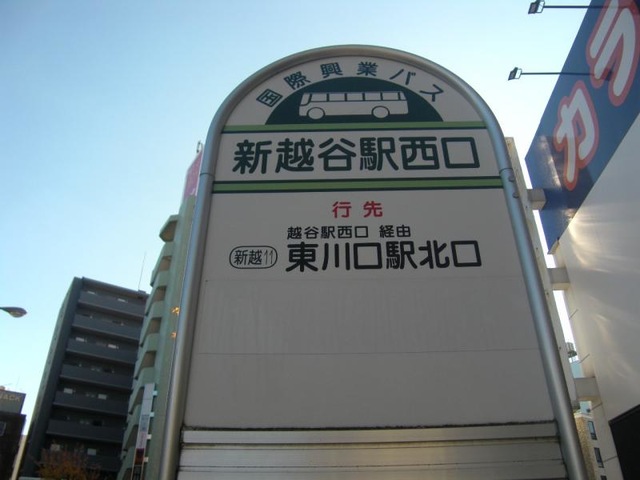 国際興業バス
新越谷駅西口
行先
越谷駅西口 経由
新越11 東川口駅北口
カラ